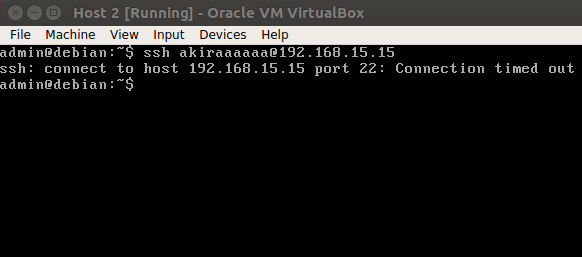 Host 2 [Running] - Oracle VM VirtualBox
File Machine View Input Devices Help
admin@debian:~$ ssh akiraaaaaa@192.168.15.15
ssh: connect to host 192.168.15.15 port 22: Connection timed out
admin@debian:~$